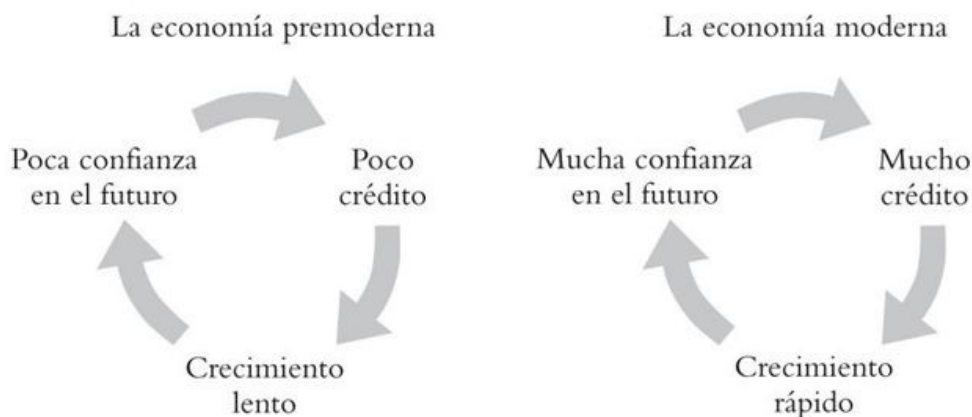 La economía premoderna
Poca confianza
en el futuro
Poco
crédito
Crecimiento
lento
La economía moderna
Mucha confianza
en el futuro
Mucho
crédito
Crecimiento
rápido